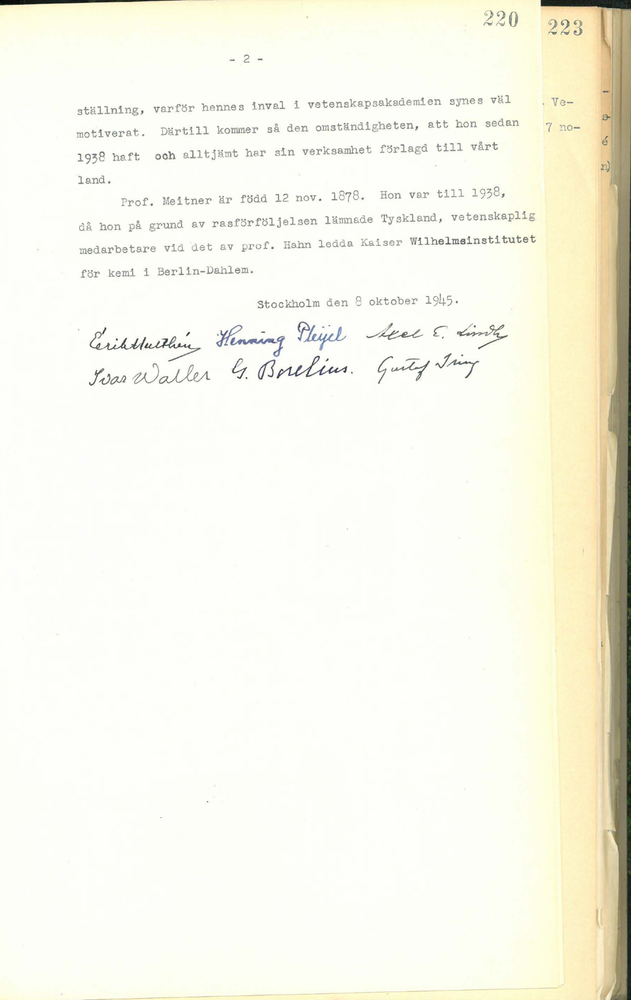 220
223
- 2 -
ställning, varför hennes inval i vetenskapsakademien synes väl
motiverat. Därtill kommer så den omständigheten, att hon sedan
1938 haft och alltjämt har sin verksamhet förlagd till vårt
land.
Prof. Meitner är född 12 nov. 1878. Hon var till 1938,
då hon på grund av rasförföljelsen lämnade Tyskland, vetenskaplig
medarbetare vid det av prof. Hahn ledda Kaiser Wilhelmsinstitutet
för kemi i Berlin-Dahlem.
Stockholm den 8 oktober 1945.
Erik Hulthén Henning Pleijel Axel E. Lindh
Ivar Waller G. Borelius. Gustaf Ising
. Ve-
7 no-
é
n)